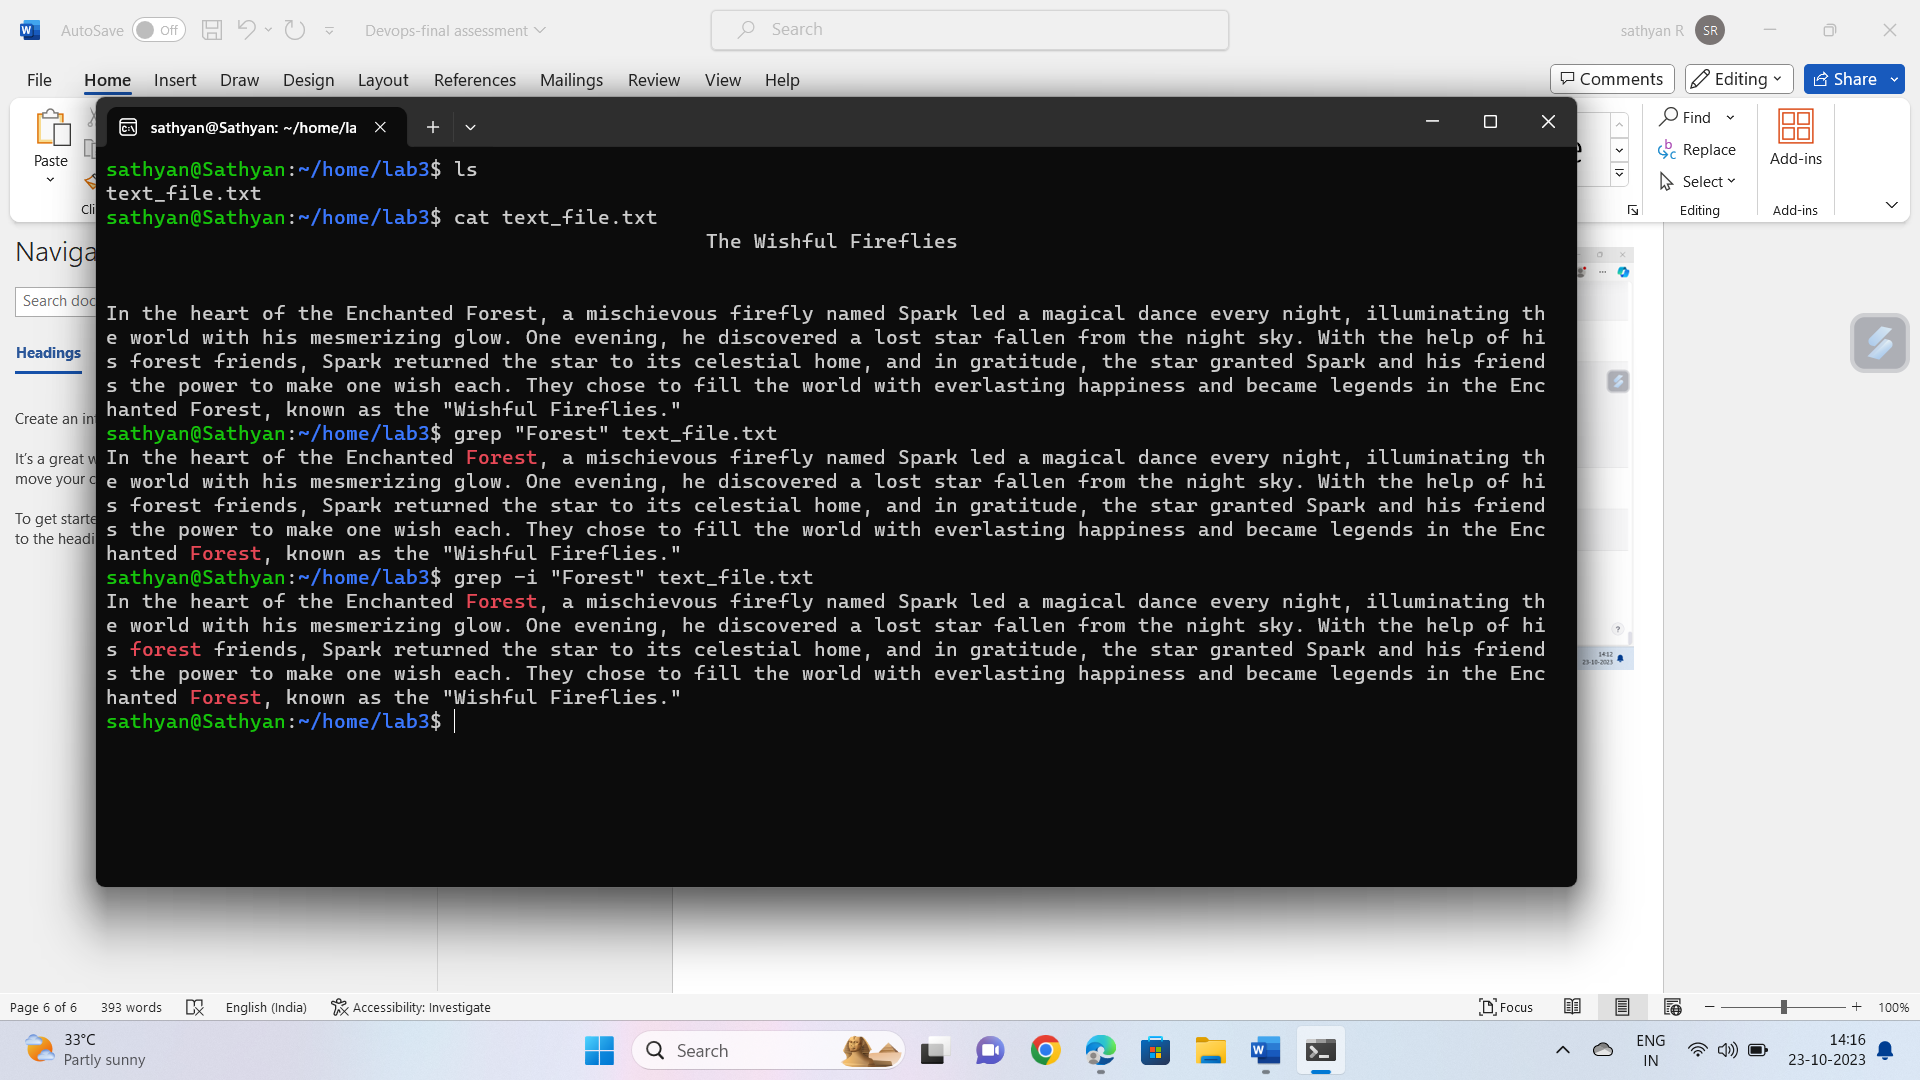 AutoSave Off Devops-final assessment Search sathyan R SR
File Home Insert Draw Design Layout References Mailings Review View Help Comments Editing Share
Paste
Find
Replace
Select
Editing
Add-ins
Add-ins
sathyan@Sathyan: ~/home/la
sathyan@Sathyan:~/home/lab3$ ls
text_file.txt
sathyan@Sathyan:~/home/lab3$ cat text_file.txt
The Wishful Fireflies
In the heart of the Enchanted Forest, a mischievous firefly named Spark led a magical dance every night, illuminating th
e world with his mesmerizing glow. One evening, he discovered a lost star fallen from the night sky. With the help of hi
s forest friends, Spark returned the star to its celestial home, and in gratitude, the star granted Spark and his friend
s the power to make one wish each. They chose to fill the world with everlasting happiness and became legends in the Enc
hanted Forest, known as the "Wishful Fireflies."
sathyan@Sathyan:~/home/lab3$ grep "Forest" text_file.txt
In the heart of the Enchanted Forest, a mischievous firefly named Spark led a magical dance every night, illuminating th
e world with his mesmerizing glow. One evening, he discovered a lost star fallen from the night sky. With the help of hi
s forest friends, Spark returned the star to its celestial home, and in gratitude, the star granted Spark and his friend
s the power to make one wish each. They chose to fill the world with everlasting happiness and became legends in the Enc
hanted Forest, known as the "Wishful Fireflies."
sathyan@Sathyan:~/home/lab3$ grep -i "Forest" text_file.txt
In the heart of the Enchanted Forest, a mischievous firefly named Spark led a magical dance every night, illuminating th
e world with his mesmerizing glow. One evening, he discovered a lost star fallen from the night sky. With the help of hi
s forest friends, Spark returned the star to its celestial home, and in gratitude, the star granted Spark and his friend
s the power to make one wish each. They chose to fill the world with everlasting happiness and became legends in the Enc
hanted Forest, known as the "Wishful Fireflies."
sathyan@Sathyan:~/home/lab3$
Naviga
Search doc
Headings
Create an in
It's a great w
move your c
To get starte
to the headi
14:12
23-10-2023
Page 6 of 6 393 words English (India) Accessibility: Investigate Focus 100%
33°C
Partly sunny
Search
ENG
IN
14:16
23-10-2023